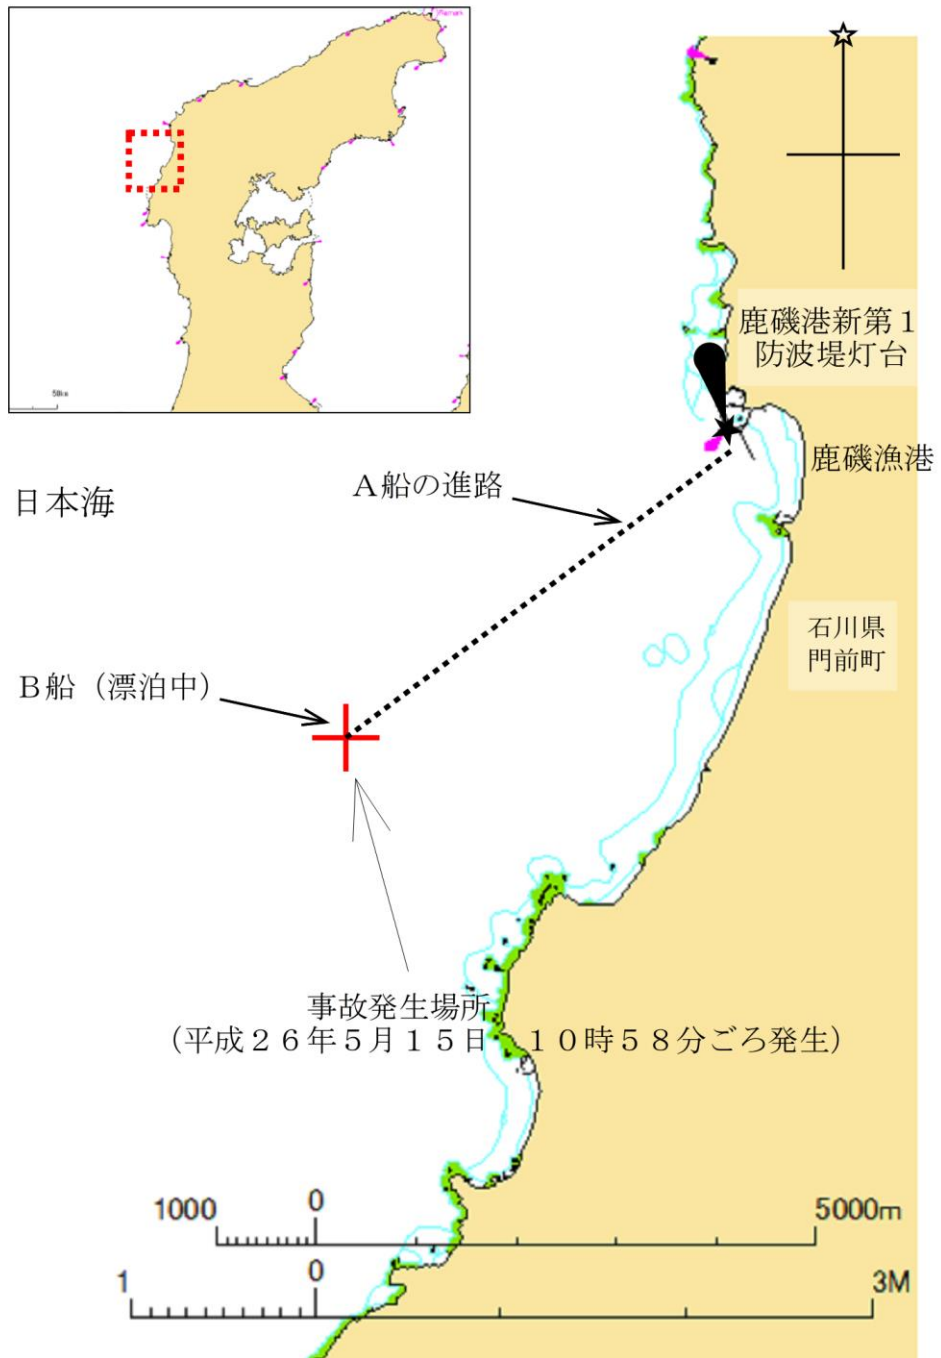 鹿磯港新第１
防波堤灯台
鹿磯漁港
Ａ船の進路
日本海
石川県
門前町
Ｂ船（漂泊中）
事故発生場所
（平成２６年５月１５日　１０時５８分ごろ発生）
1000 0 5000m
1 0 3M